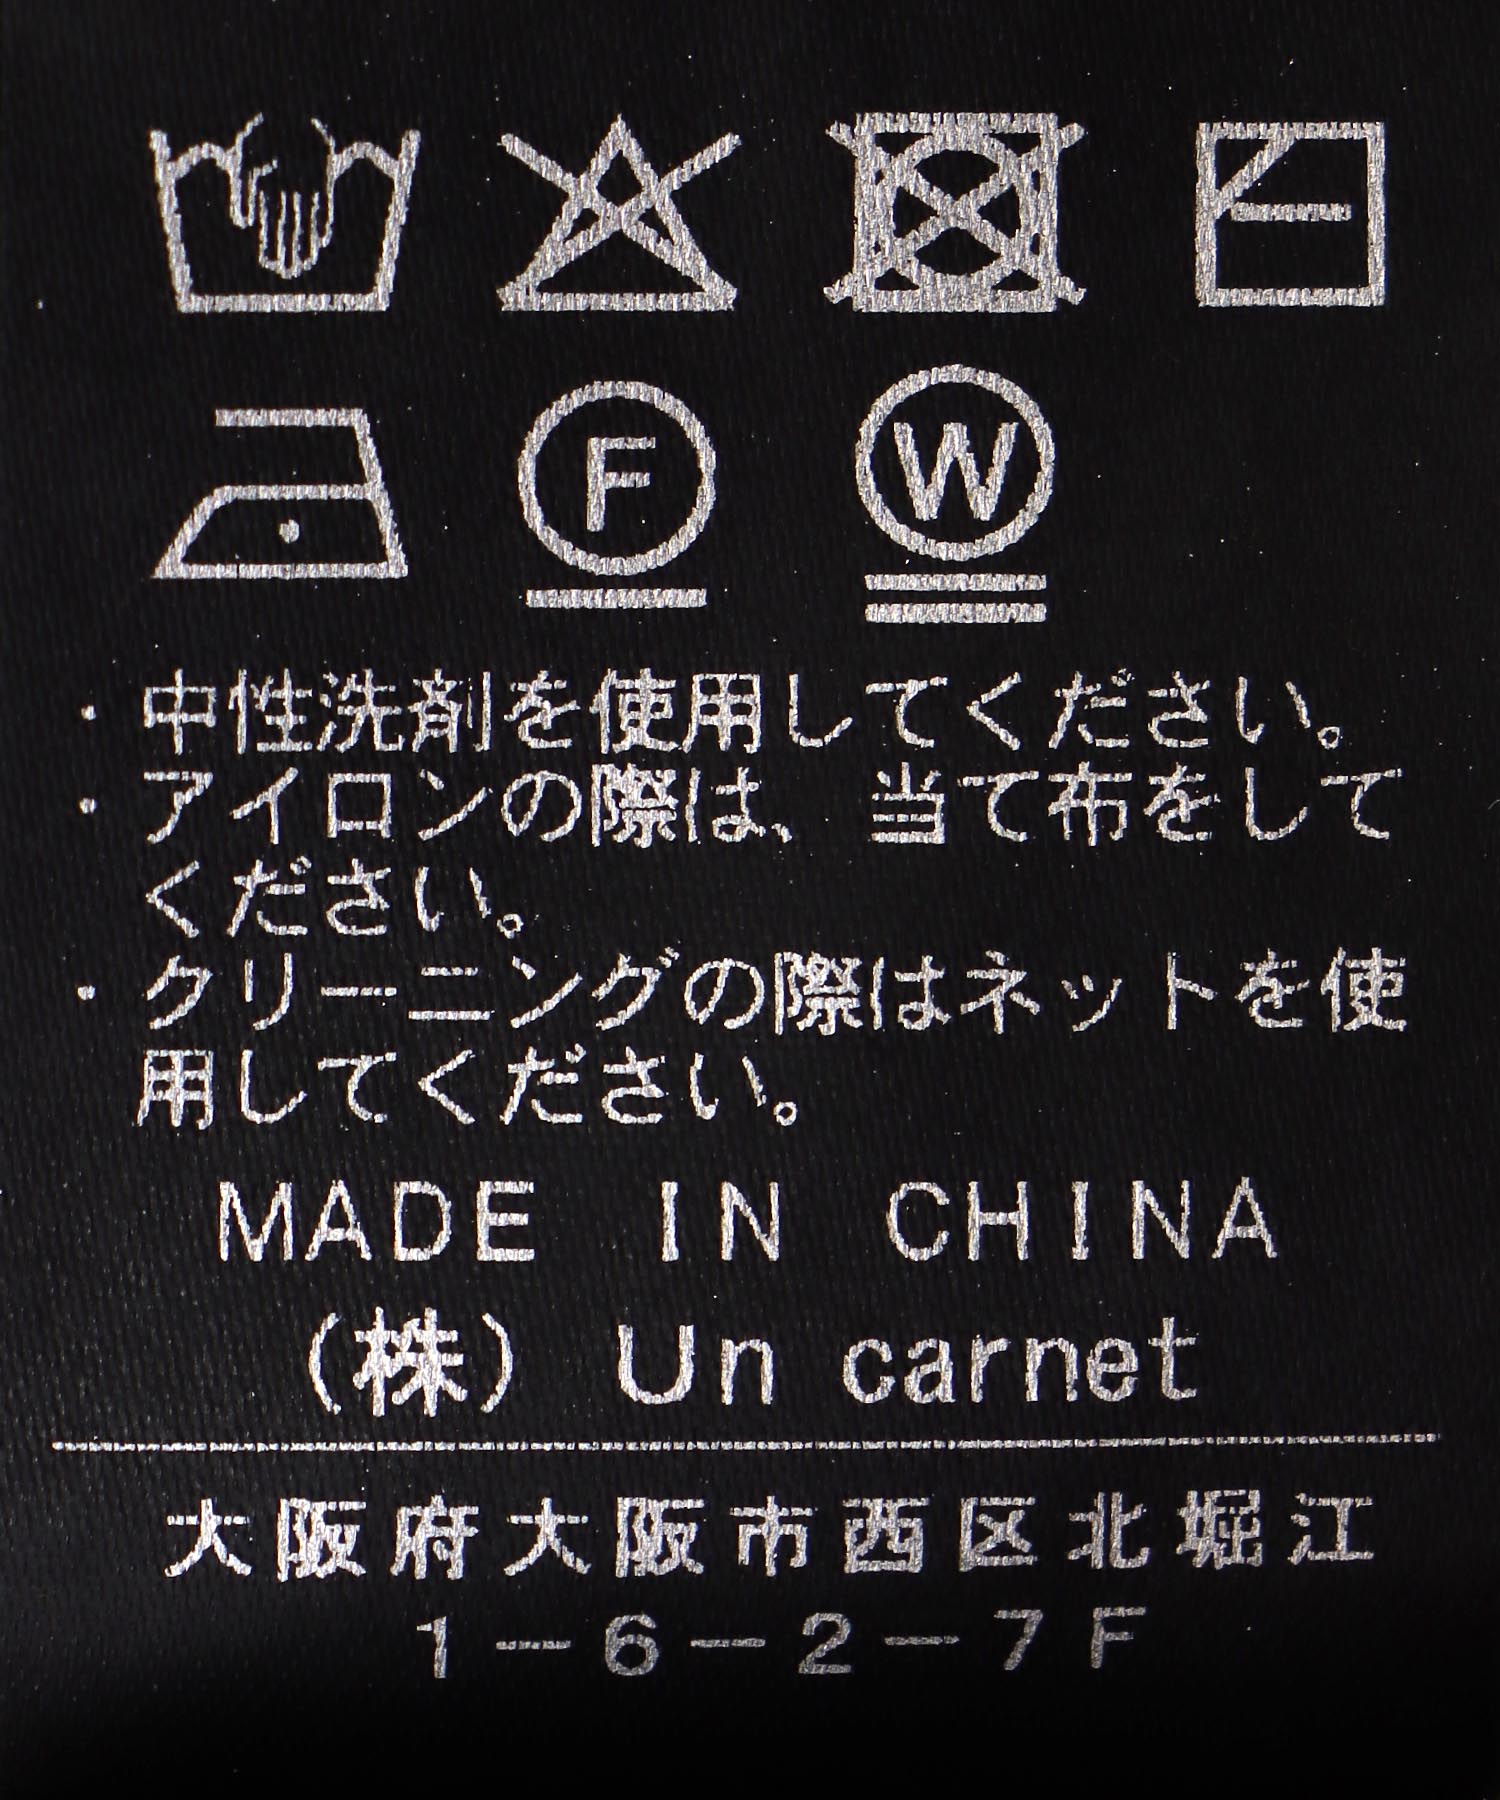 F W
・中性洗剤を使用してください。
・アイロンの際は、当て布をして
ください。
・クリーニングの際はネットを使
用してください。
MADE IN CHINA
(株) Un carnet
大阪府大阪市西区北堀江
1－6－2－7F